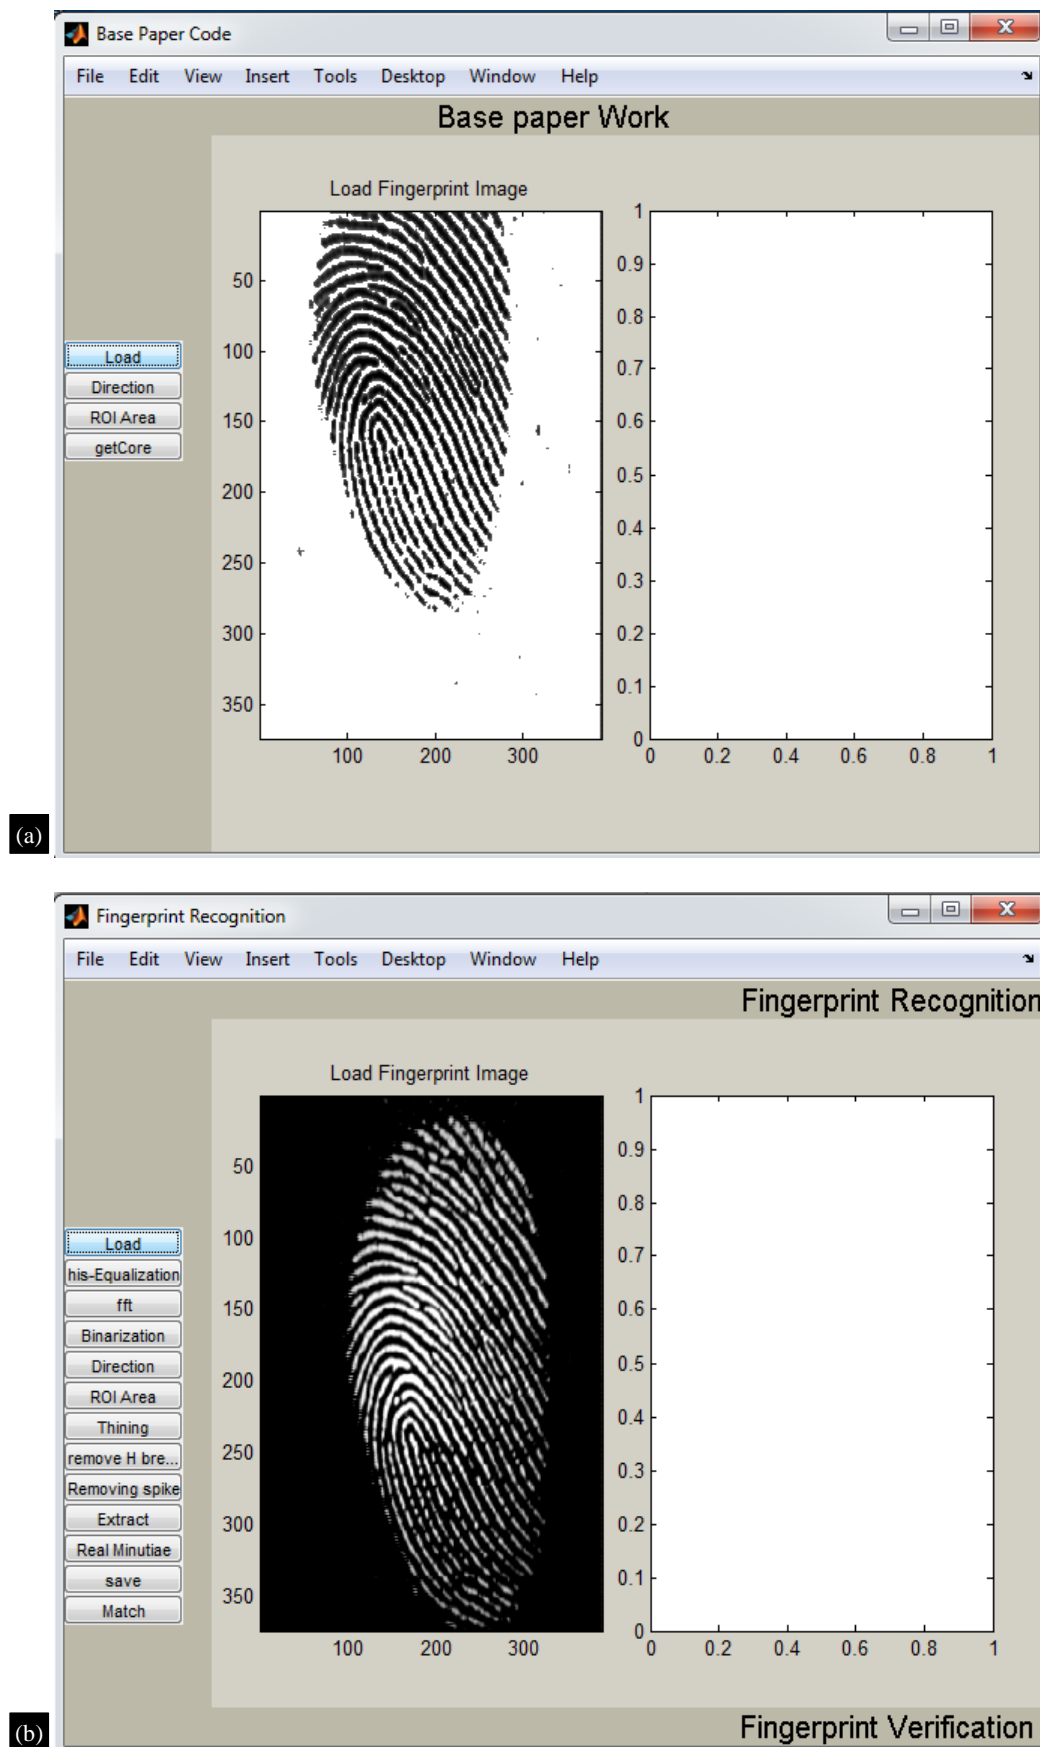 Base Paper Code
File Edit View Insert Tools Desktop Window Help
Base paper Work
Load Fingerprint Image
Load
Direction
ROI Area
getCore
50
100
150
200
250
300
350
100 200 300
1
0.9
0.8
0.7
0.6
0.5
0.4
0.3
0.2
0.1
0
0 0.2 0.4 0.6 0.8 1
(a)
Fingerprint Recognition
File Edit View Insert Tools Desktop Window Help
Fingerprint Recognition
Load Fingerprint Image
Load
his-Equalization
fft
Binarization
Direction
ROI Area
Thining
remove H bre...
Removing spike
Extract
Real Minutiae
save
Match
50
100
150
200
250
300
350
100 200 300
1
0.9
0.8
0.7
0.6
0.5
0.4
0.3
0.2
0.1
0
0 0.2 0.4 0.6 0.8 1
Fingerprint Verification
(b)